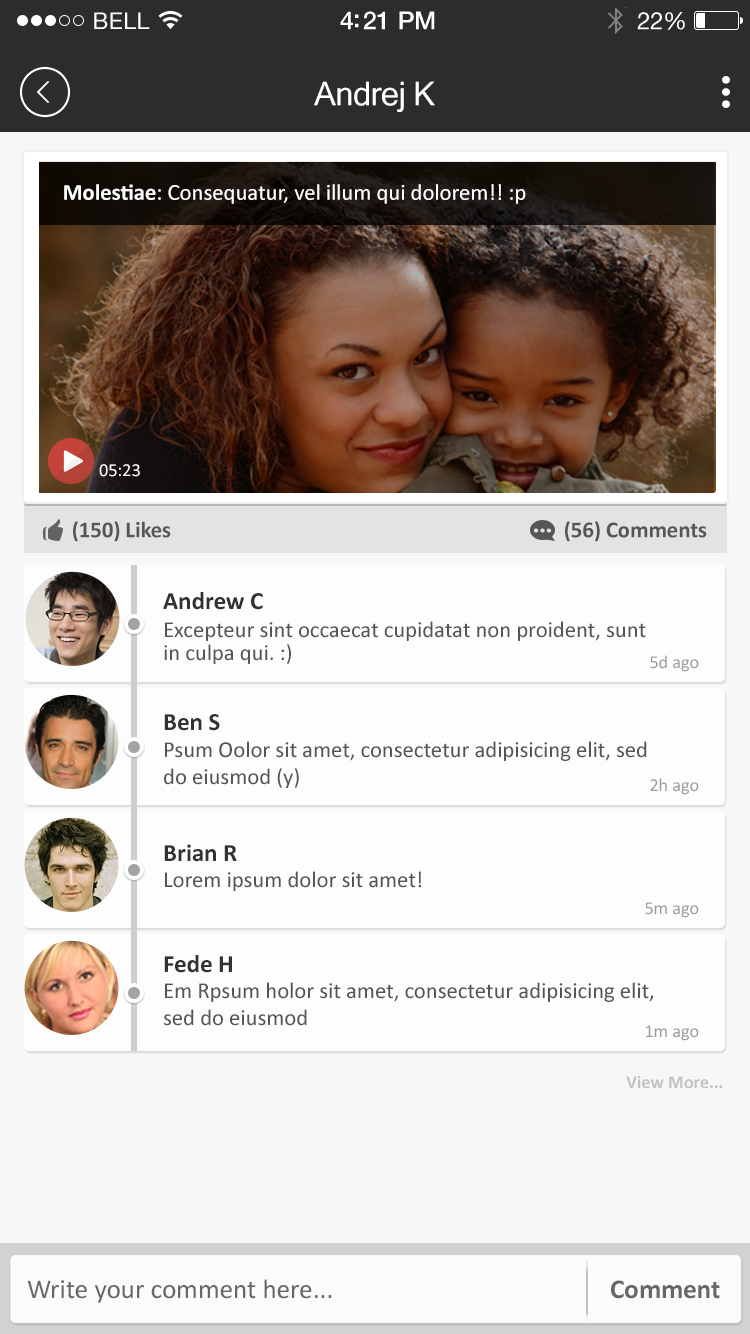 BELL 4:21 PM 22%
Andrej K
Molestiae: Consequatur, vel illum qui dolorem!! :p
05:23
(150) Likes (56) Comments
Andrew C
Excepteur sint occaecat cupidatat non proident, sunt
in culpa qui. :)
5d ago
Ben S
Psum Oolor sit amet, consectetur adipisicing elit, sed
do eiusmod (y)
2h ago
Brian R
Lorem ipsum dolor sit amet!
5m ago
Fede H
Em Rpsum holor sit amet, consectetur adipisicing elit,
sed do eiusmod
1m ago
View More...
Write your comment here... Comment